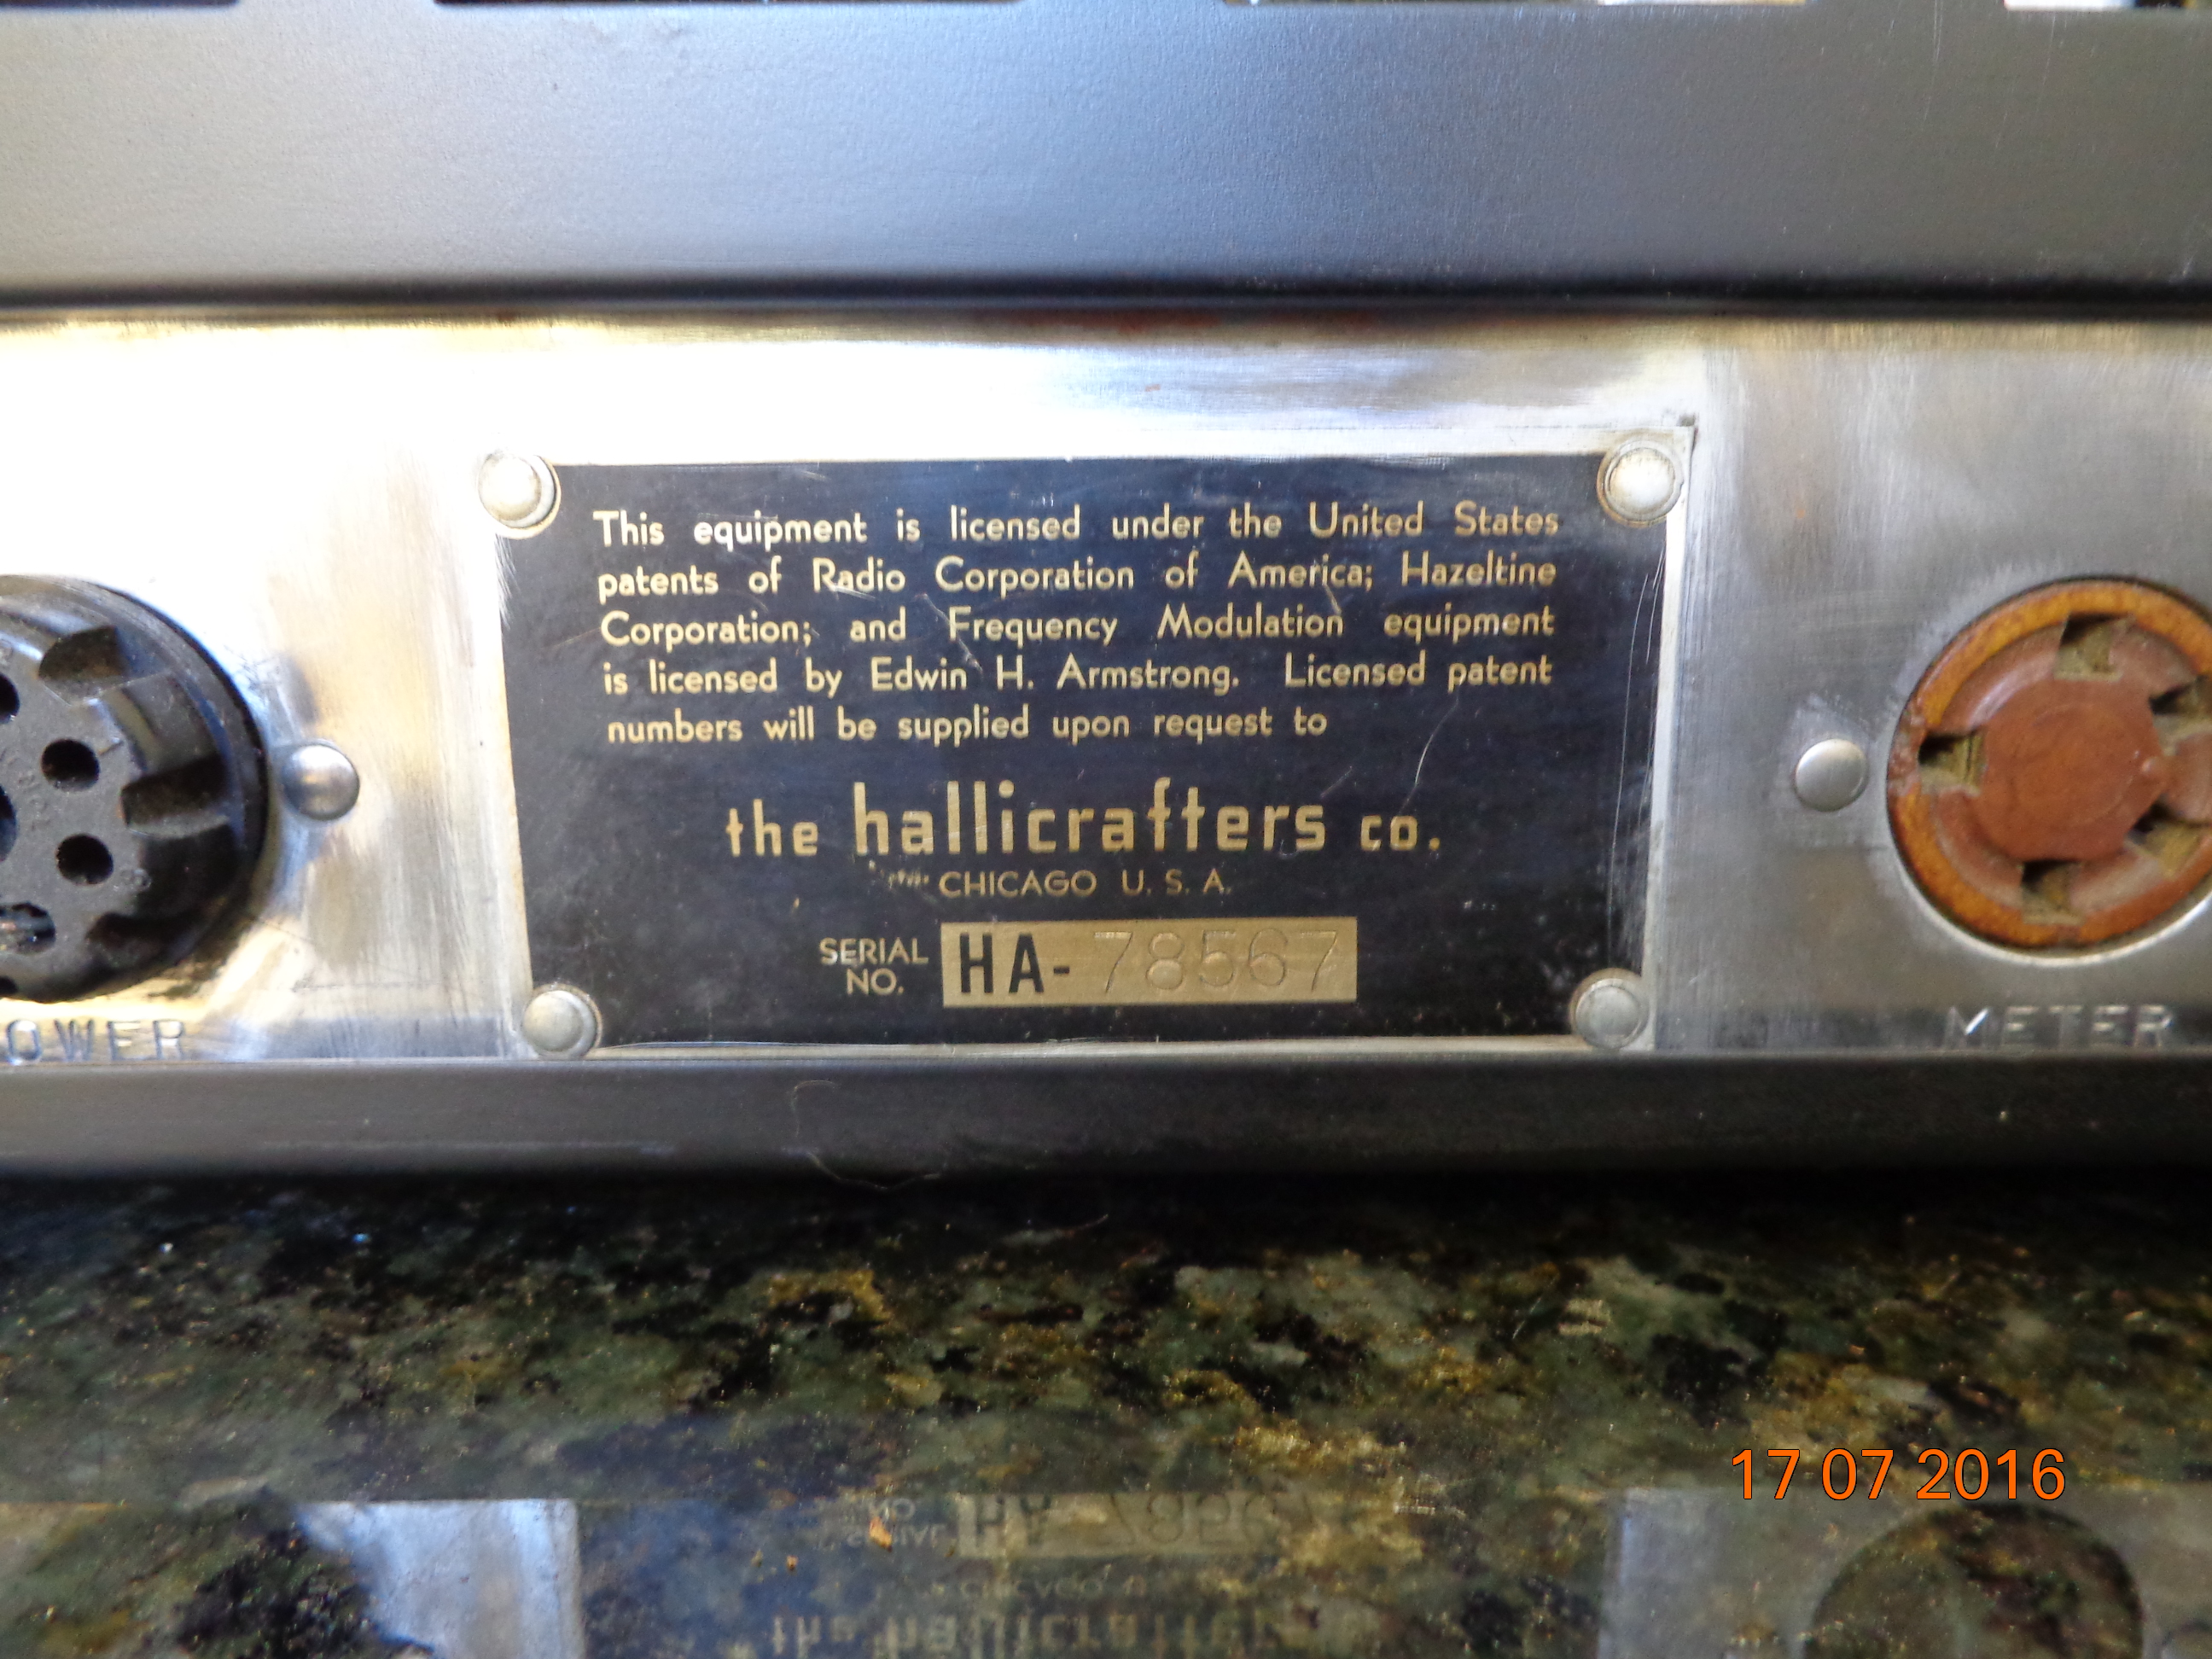 This equipment is licensed under the United States
patents of Radio Corporation of America; Hazeltine
Corporation; and Frequency Modulation equipment
is licensed by Edwin H. Armstrong. Licensed patent
numbers will be supplied upon request to
the hallicrafters co.
CHICAGO U. S. A.
SERIAL
NO.
HA- 78567
OWER
METER
17 07 2016